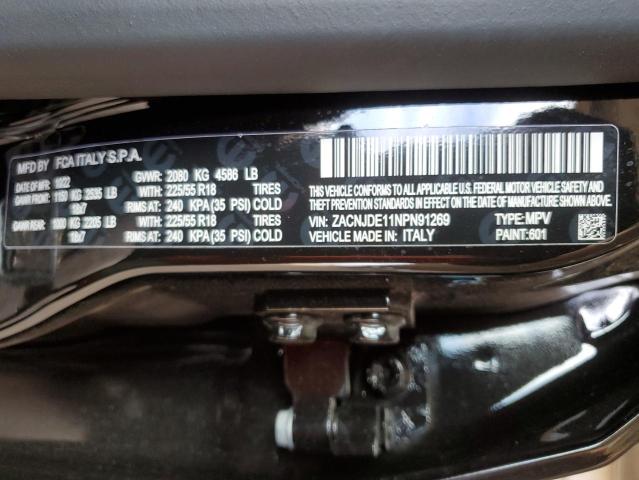 MFD BY FCA ITALY S.P.A.
10/22 GVWR: 2080 KG 4586 LB
GAWR FRONT: 1150 KG 2535 LB WITH 225/55 R18 TIRES
18x7 RIMS AT: 240 KPA(35 PSI) COLD
GAWR REAR: 1000 KG 2205 LB WITH 225/55 R18 TIRES
18x7 RIMS AT: 240 KPA(35 PSI) COLD
THIS VEHICLE CONFORMS TO ALL APPLICABLE FEDERAL MOTOR VEHICLE SAFETY, BUMPER, AND THEFT PREVENTION STANDARDS IN EFFECT ON THE DATE OF MANUFACTURE SHOWN ABOVE.
VIN: ZACNJDE11NPN91269 TYPE: MPV
VEHICLE MADE IN: ITALY PAINT:601